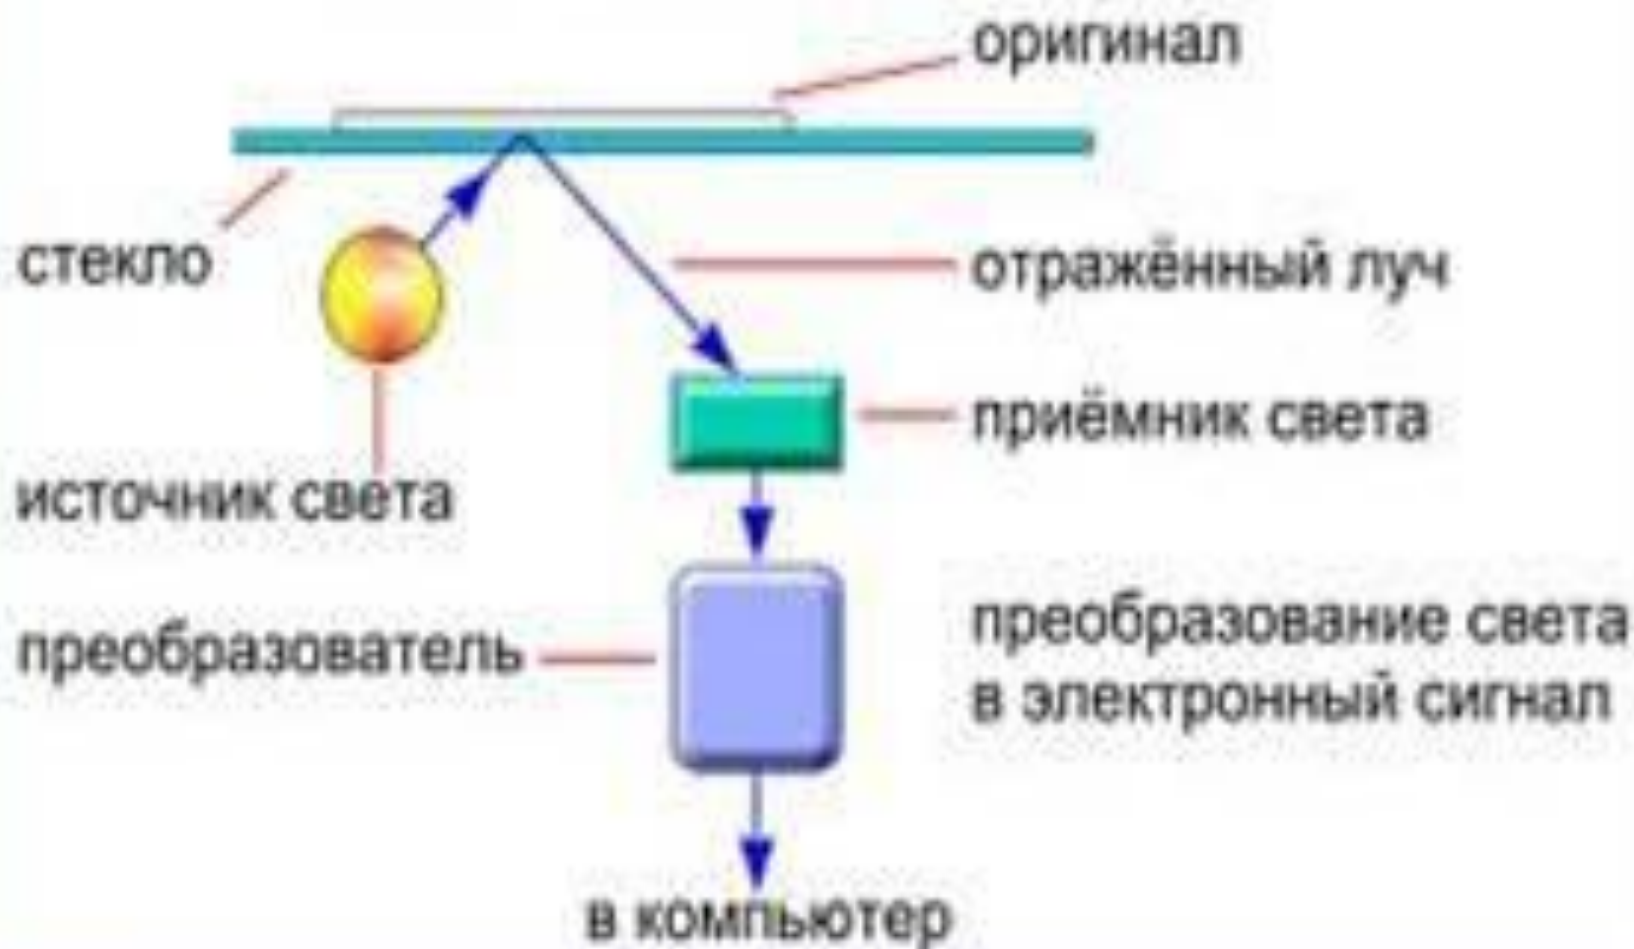 оригинал
стекло
отражённый луч
приёмник света
источник света
преобразователь
преобразование света
в электронный сигнал
в компьютер